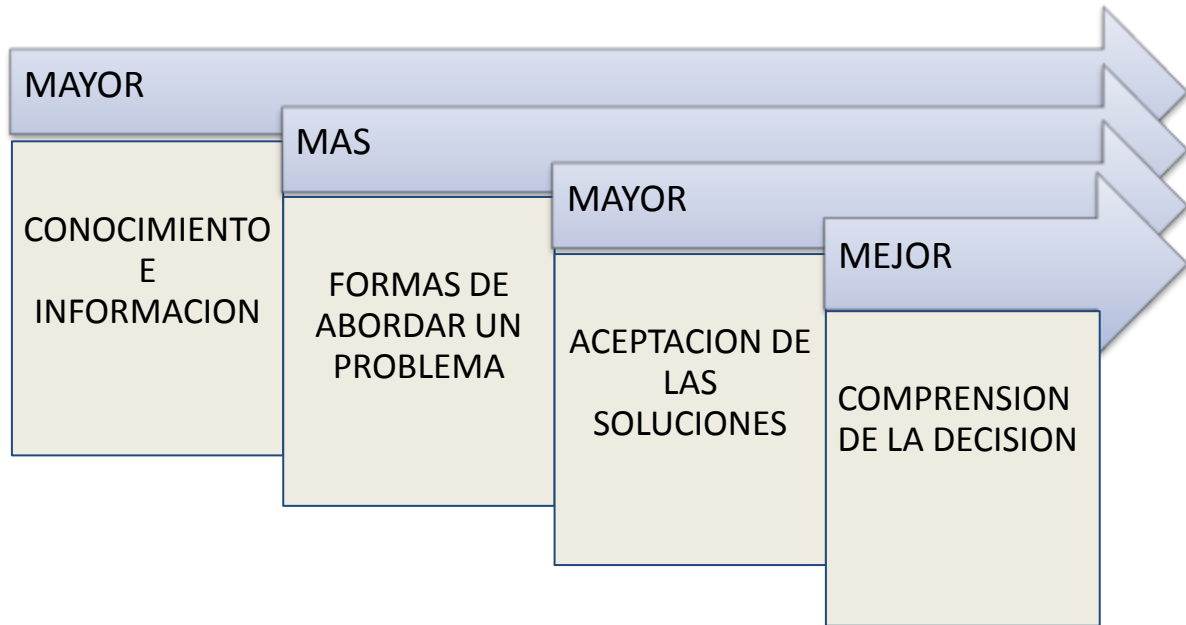 MAYOR
CONOCIMIENTO
E
INFORMACION
MAS
FORMAS DE
ABORDAR UN
PROBLEMA
MAYOR
ACEPTACION DE
LAS
SOLUCIONES
MEJOR
COMPRENSION
DE LA DECISION